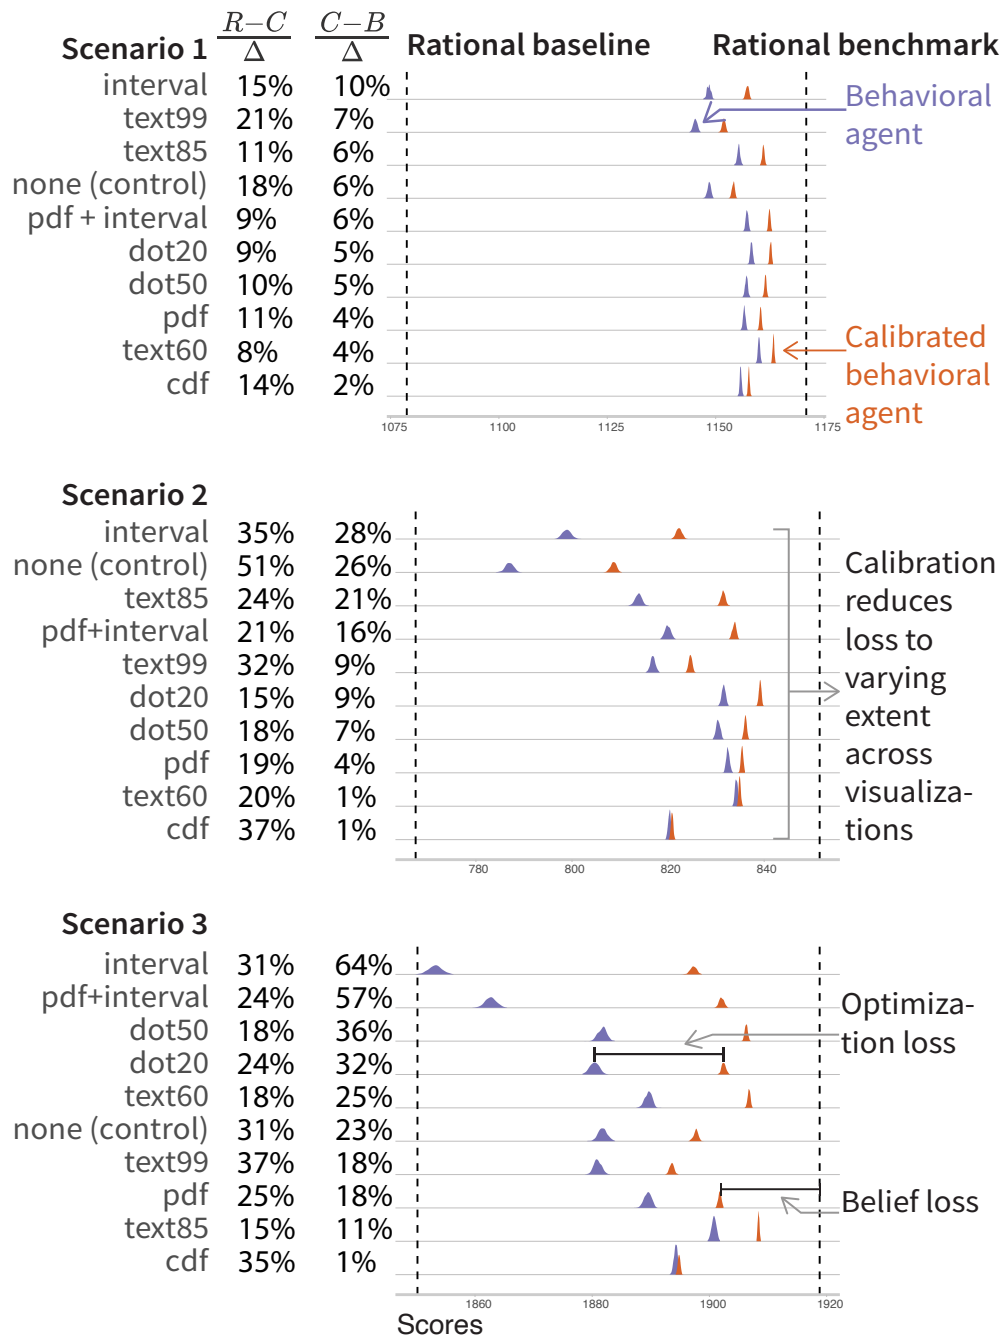 Scenario 1 R−C/Δ C−B/Δ Rational baseline Rational benchmark
interval 15% 10%
text99 21% 7%
text85 11% 6%
none (control) 18% 6%
pdf + interval 9% 6%
dot20 9% 5%
dot50 10% 5%
pdf 11% 4%
text60 8% 4%
cdf 14% 2%
Behavioral
agent
Calibrated
behavioral
agent
1075 1100 1125 1150 1175
Scenario 2
interval 35% 28%
none (control) 51% 26%
text85 24% 21%
pdf+interval 21% 16%
text99 32% 9%
dot20 15% 9%
dot50 18% 7%
pdf 19% 4%
text60 20% 1%
cdf 37% 1%
Calibration
reduces
loss to
varying
extent
across
visualiza-
tions
780 800 820 840
Scenario 3
interval 31% 64%
pdf+interval 24% 57%
dot50 18% 36%
dot20 24% 32%
text60 18% 25%
none (control) 31% 23%
text99 37% 18%
pdf 25% 18%
text85 15% 11%
cdf 35% 1%
Optimiza-
tion loss
Belief loss
1860 1880 1900 1920
Scores